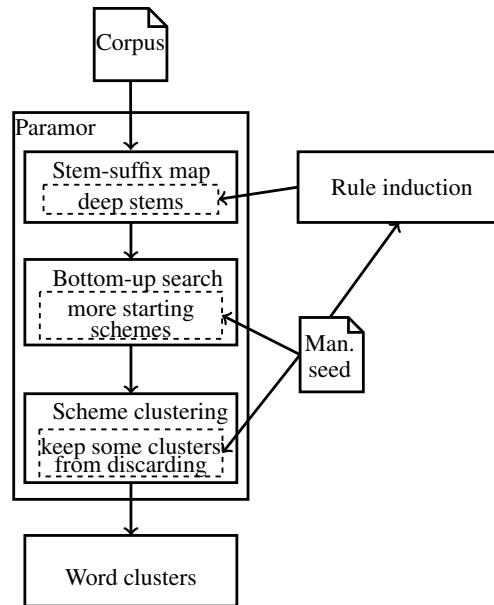 Corpus
Paramor
Stem-suffix map
deep stems
Rule induction
Bottom-up search
more starting
schemes
Man.
seed
Scheme clustering
keep some clusters
from discarding
Word clusters